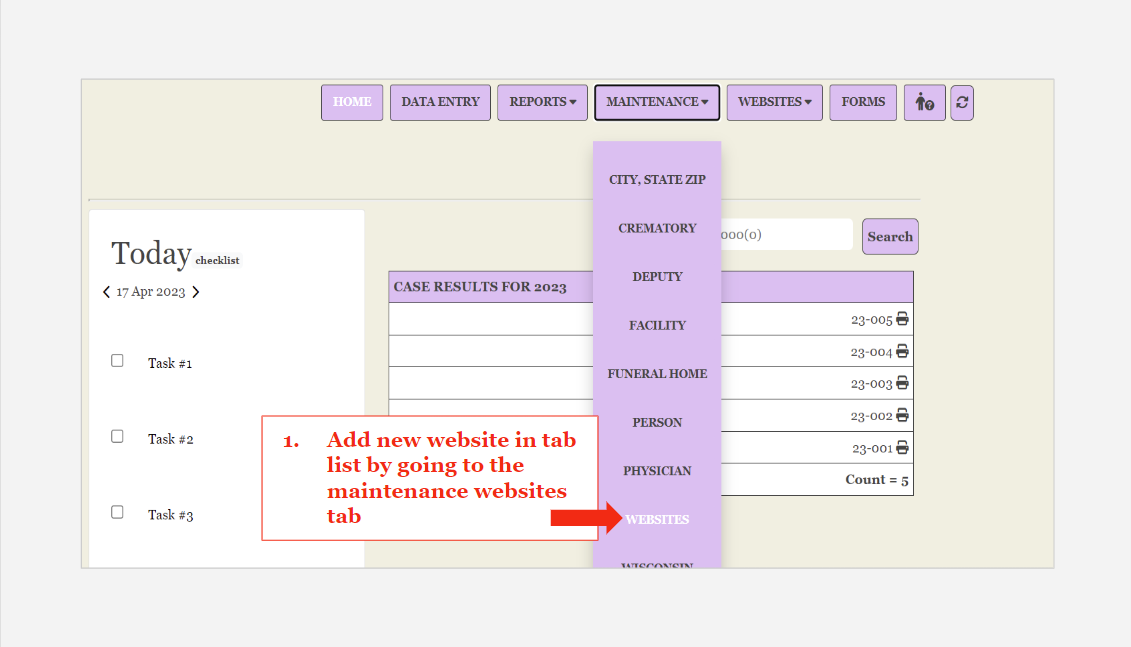 HOME DATA ENTRY REPORTS MAINTENANCE WEBSITES FORMS
CITY, STATE ZIP
CREMATORY
DEPUTY
FACILITY
FUNERAL HOME
PERSON
PHYSICIAN
WEBSITES
WISCONSIN
000(0)
Search
Today checklist
17 Apr 2023
Task #1
Task #2
Task #3
CASE RESULTS FOR 2023
23-005
23-004
23-003
23-002
23-001
Count = 5
1. Add new website in tab
list by going to the
maintenance websites
tab